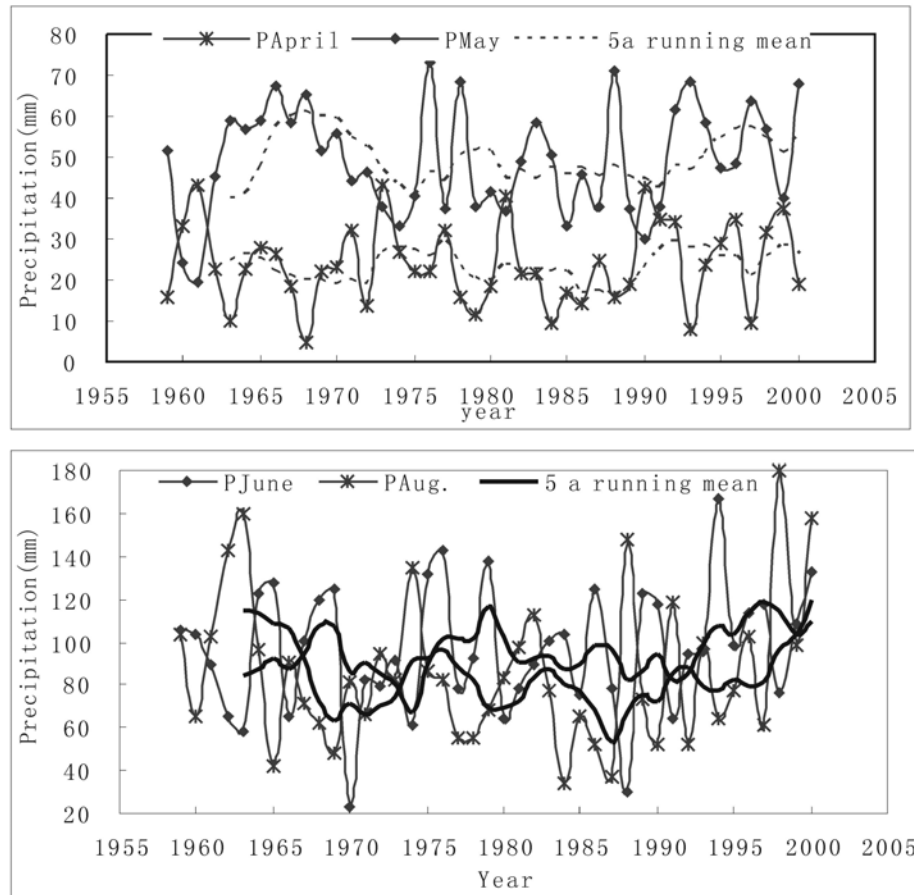 PApril PMay 5a running mean
Precipitation(mm)
80
70
60
50
40
30
20
10
0
1955 1960 1965 1970 1975 1980 1985 1990 1995 2000 2005
year
PJune PAug. 5 a running mean
Precipitation(mm)
180
160
140
120
100
80
60
40
20
1955 1960 1965 1970 1975 1980 1985 1990 1995 2000 2005
Year